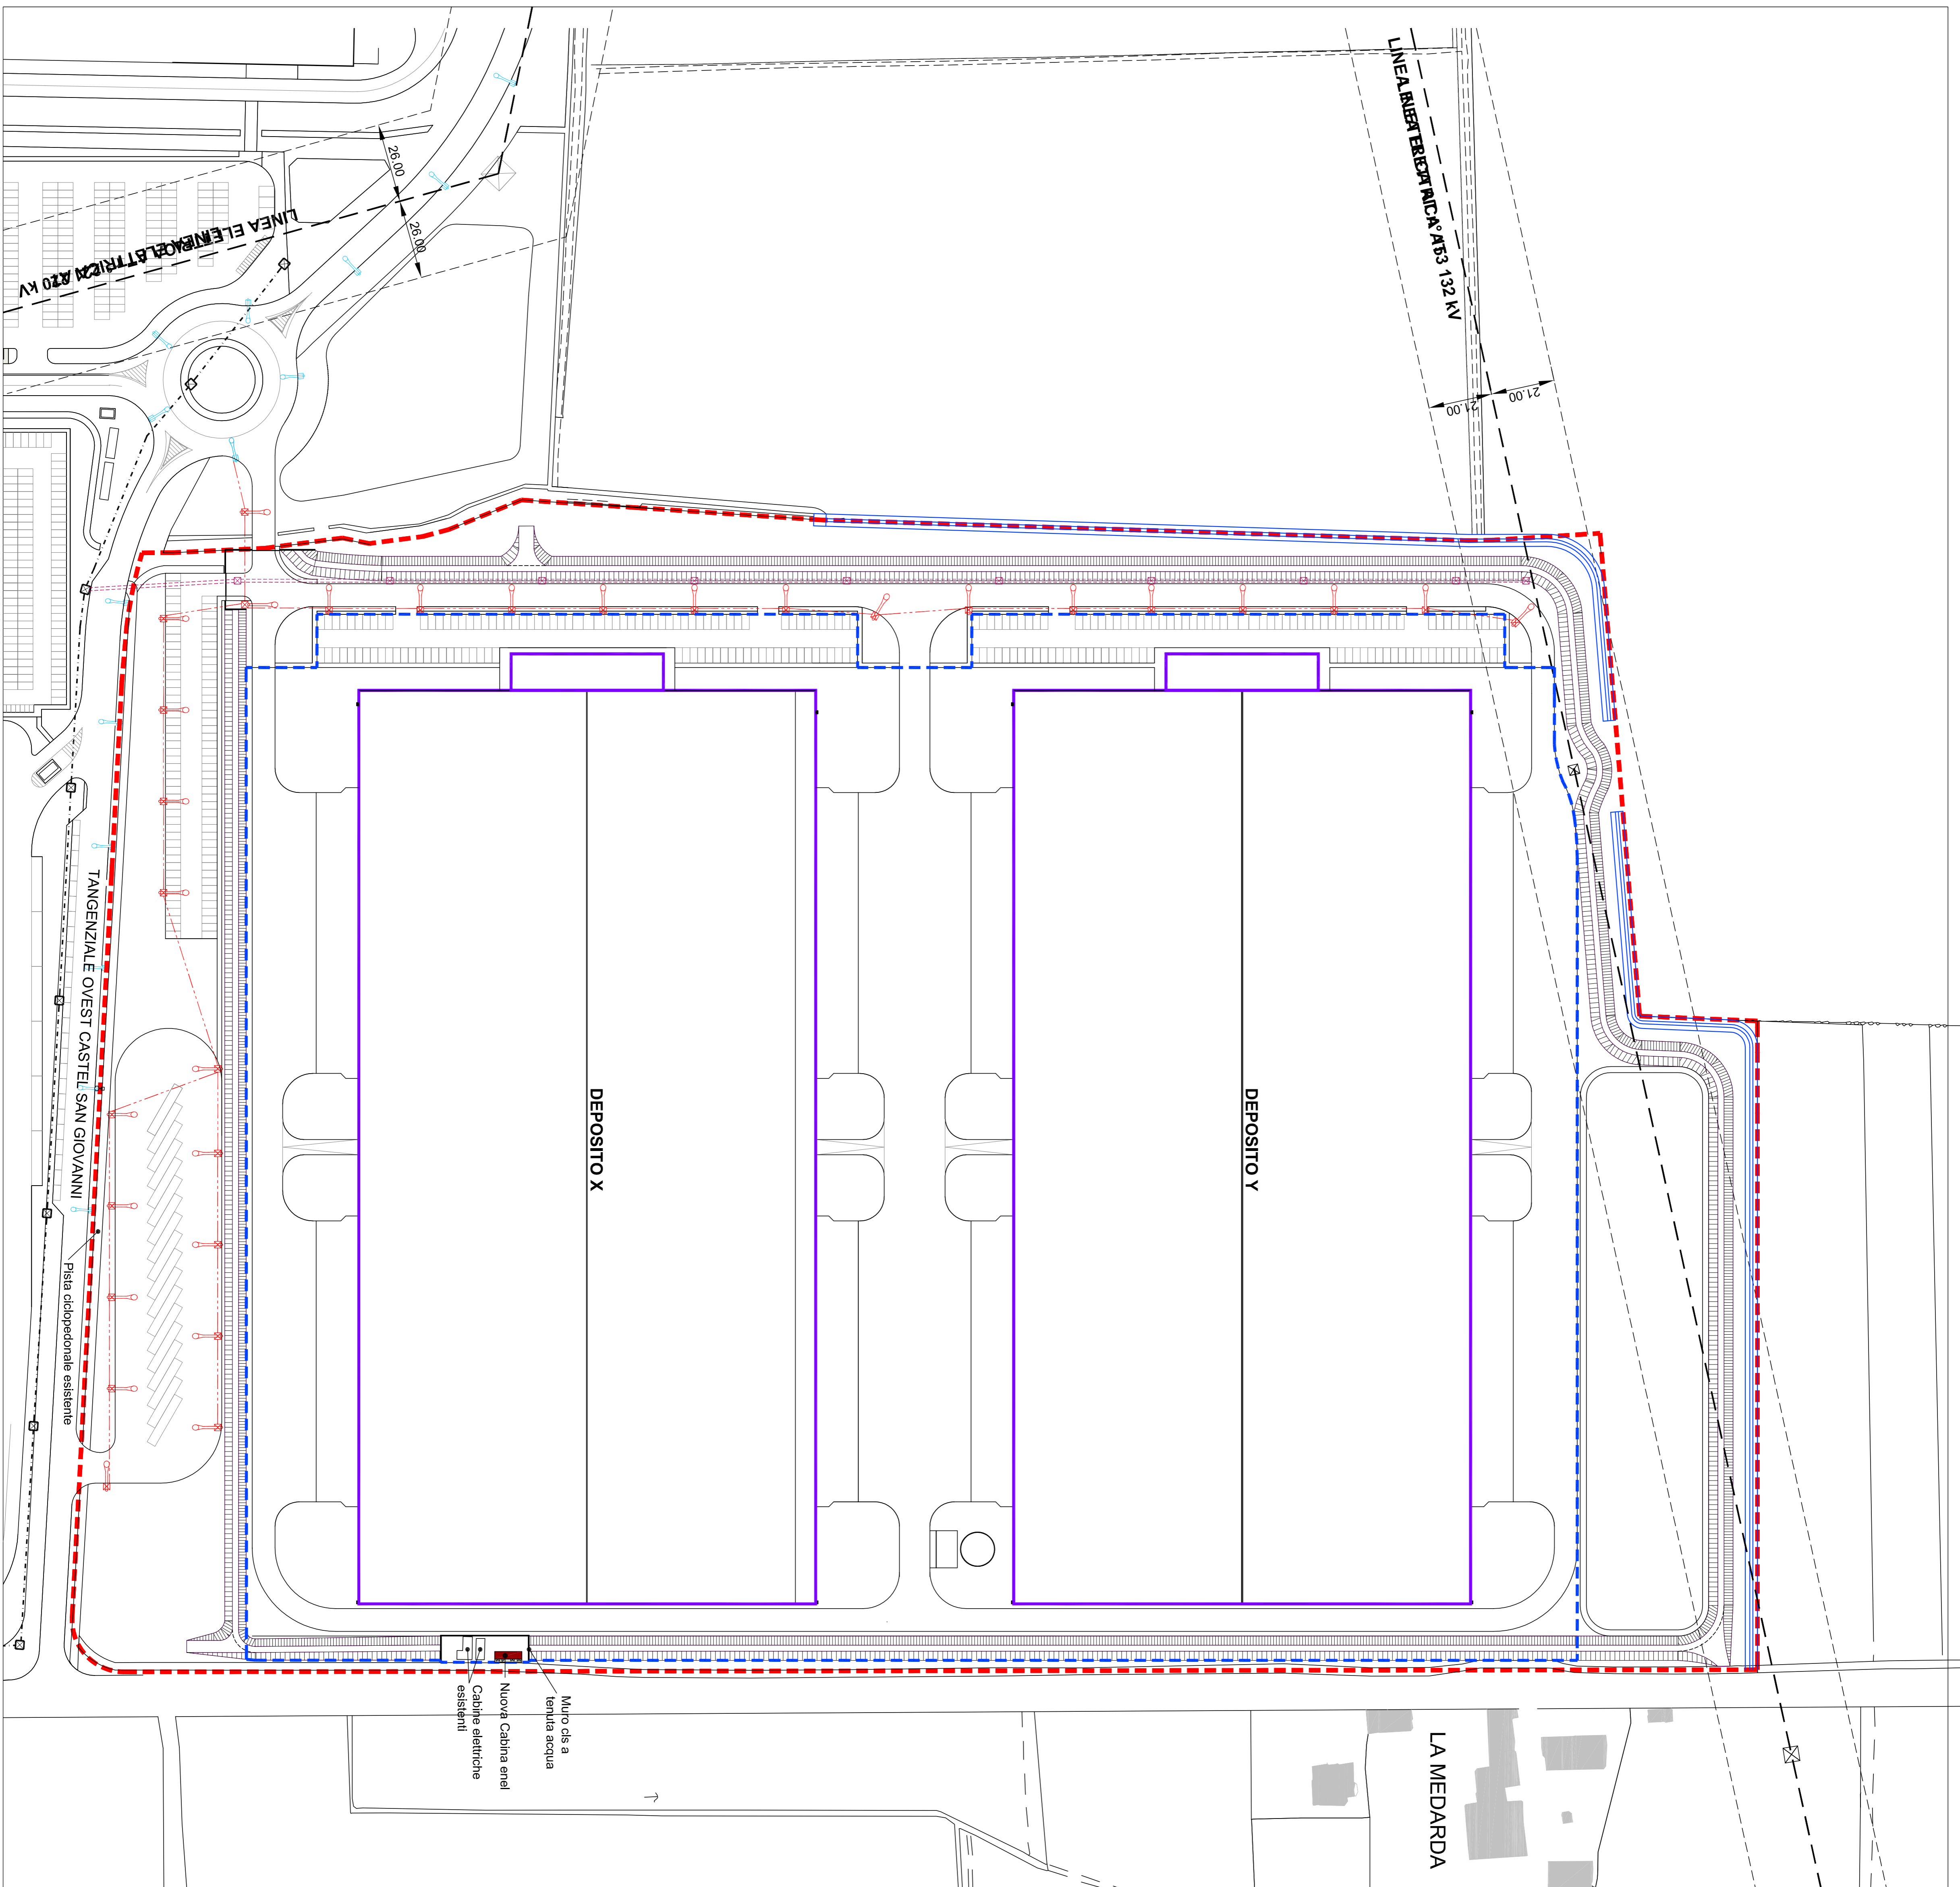 26.00
26.00
21.00
21.00
132 kV
DEPOSITO X
DEPOSITO Y
TANGENZIALE OVEST CASTEL SAN GIOVANNI
Pista ciclopedonale esistente
Cabine elettriche
esistenti
Nuova Cabina enel
Muro cls a
tenuta acqua
LA MEDARDA